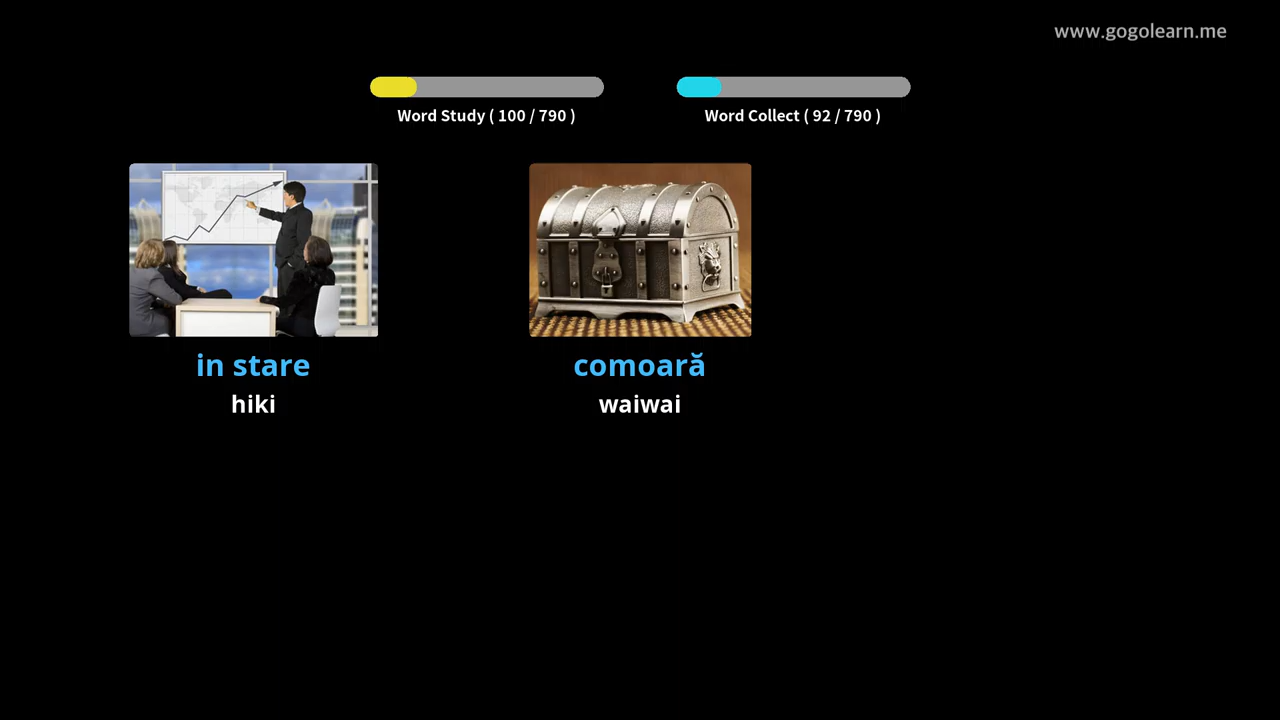 www.gogolearn.me
Word Study ( 100 / 790 )
Word Collect ( 92 / 790 )
in stare
hiki
comoară
waiwai